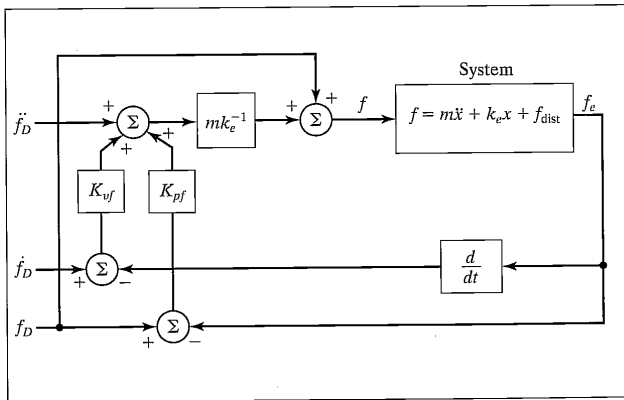 System
f = mẍ + kₑx + f_dist
f
fₑ
+
+
+
+
+
f̈_D
Σ
mkₑ⁻¹
Σ
K_vf
K_pf
ḟ_D
Σ
+
−
d/dt
f_D
Σ
+
−